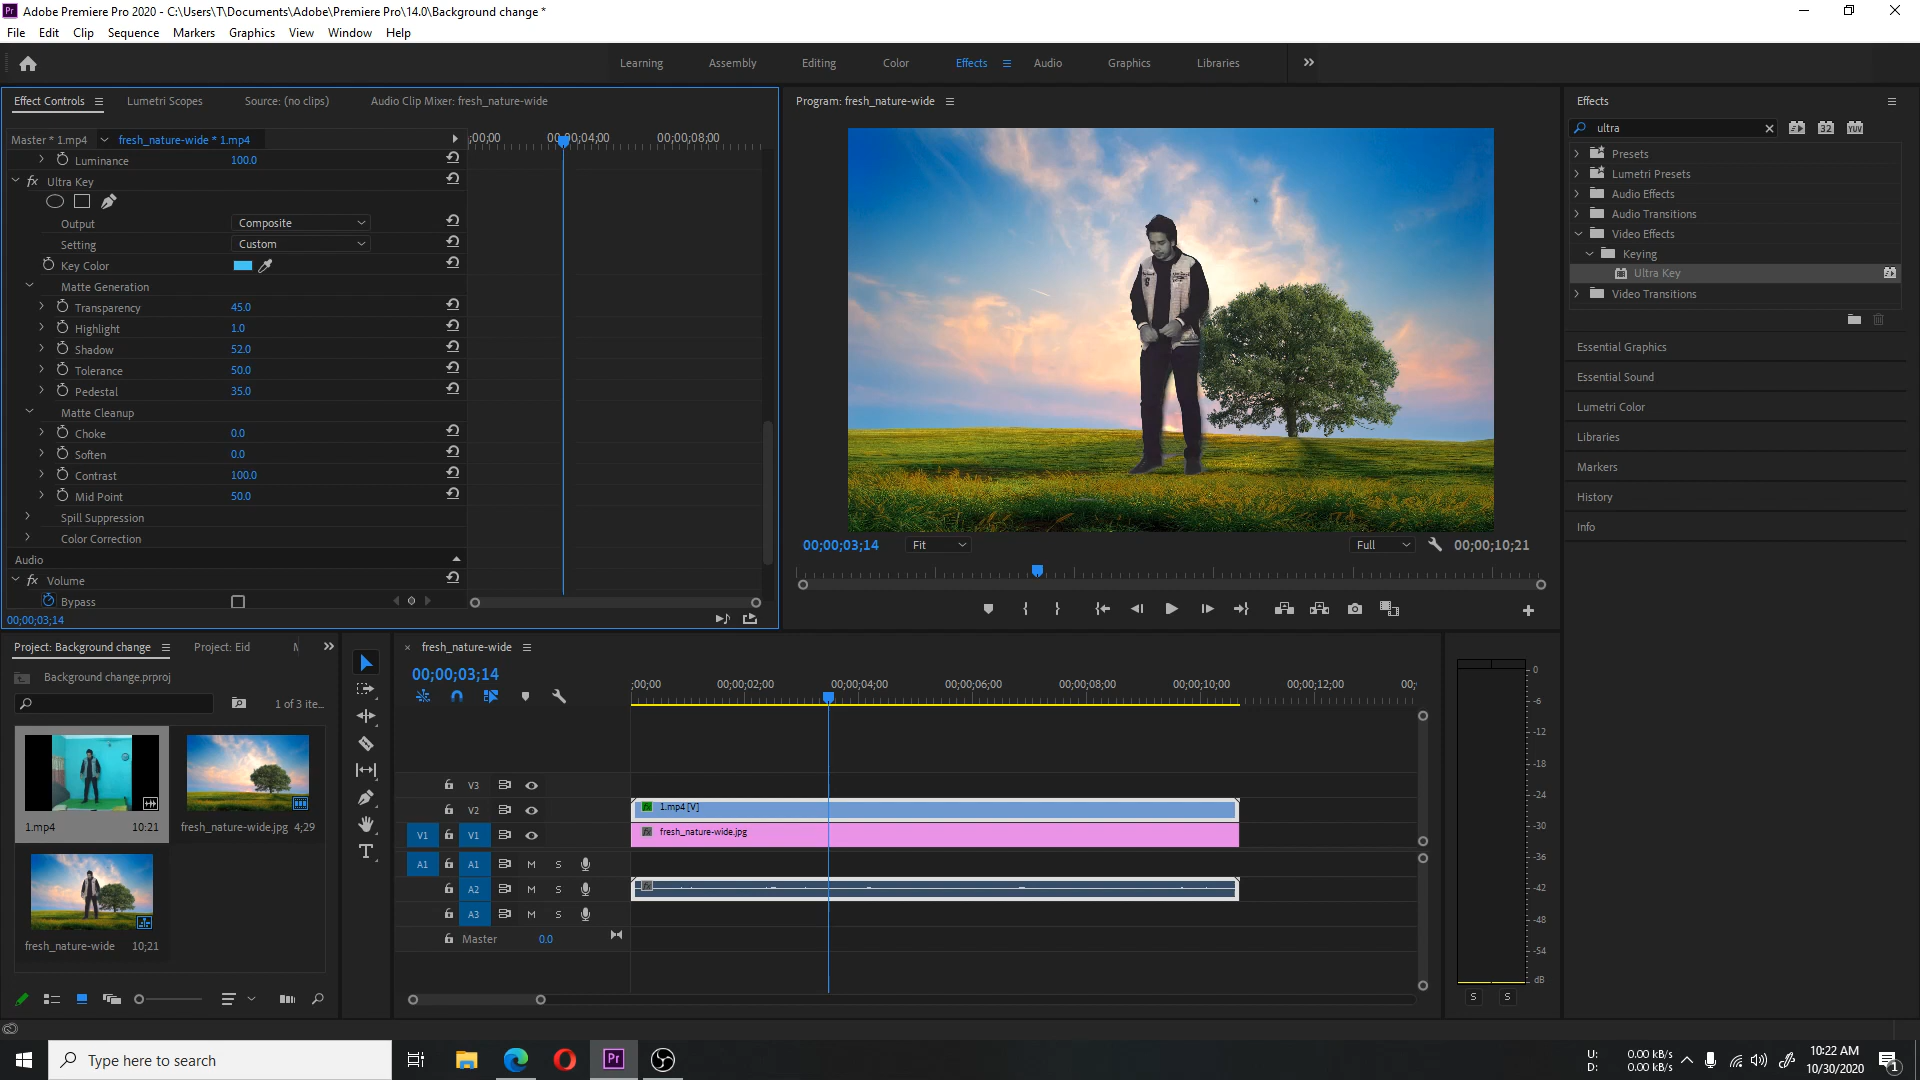 Adobe Premiere Pro 2020 - C:\Users\T\Documents\Adobe\Premiere Pro\14.0\Background change *
File Edit Clip Sequence Markers Graphics View Window Help
Learning Assembly Editing Color Effects Audio Graphics Libraries
Effect Controls Lumetri Scopes Source: (no clips) Audio Clip Mixer: fresh_nature-wide
Master * 1.mp4 fresh_nature-wide * 1.mp4
;00;00 00;00;04;00 00;00;08;00
Luminance 100.0
fx Ultra Key
Output Composite
Setting Custom
Key Color
Matte Generation
Transparency 45.0
Highlight 1.0
Shadow 52.0
Tolerance 50.0
Pedestal 35.0
Matte Cleanup
Choke 0.0
Soften 0.0
Contrast 100.0
Mid Point 50.0
Spill Suppression
Color Correction
Audio
fx Volume
Bypass
00;00;03;14
Program: fresh_nature-wide
00;00;03;14 Fit Full 00;00;10;21
Effects
ultra
32 YUV
Presets
Lumetri Presets
Audio Effects
Audio Transitions
Video Effects
Keying
Ultra Key
Video Transitions
Essential Graphics
Essential Sound
Lumetri Color
Libraries
Markers
History
Info
Project: Background change Project: Eid
Background change.prproj
1 of 3 ite...
1.mp4 10:21
fresh_nature-wide.jpg 4;29
fresh_nature-wide 10;21
× fresh_nature-wide
00;00;03;14
;00;00 00;00;02;00 00;00;04;00 00;00;06;00 00;00;08;00 00;00;10;00 00;00;12;00 00;
V3
V2 1.mp4 [V]
V1 V1 fresh_nature-wide.jpg
A1 A1 M S
A2 M S
A3 M S
Master 0.0
0
-6
-12
-18
-24
-30
-36
-42
-48
-54
dB
S S
Type here to search
Pr
U: 0.00 kB/s
D: 0.00 kB/s
10:22 AM
10/30/2020
1